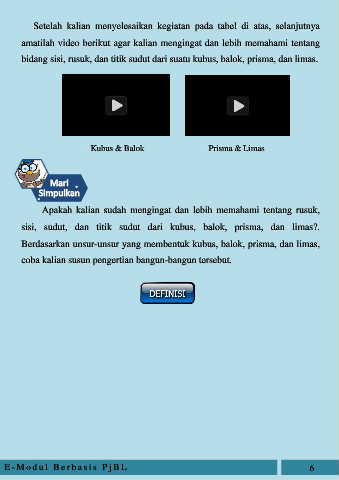 Setelah kalian menyelesaikan kegiatan pada tabel di atas, selanjutnya
amatilah video berikut agar kalian mengingat dan lebih memahami tentang
bidang sisi, rusuk, dan titik sudut dari suatu kubus, balok, prisma, dan limas.
Kubus & Balok
Prisma & Limas
Mari
Simpulkan
Apakah kalian sudah mengingat dan lebih memahami tentang rusuk,
sisi, sudut, dan titik sudut dari kubus, balok, prisma, dan limas?.
Berdasarkan unsur-unsur yang membentuk kubus, balok, prisma, dan limas,
coba kalian susun pengertian bangun-bangun tersebut.
DEFINISI
E-Modul Berbasis PjBL
6